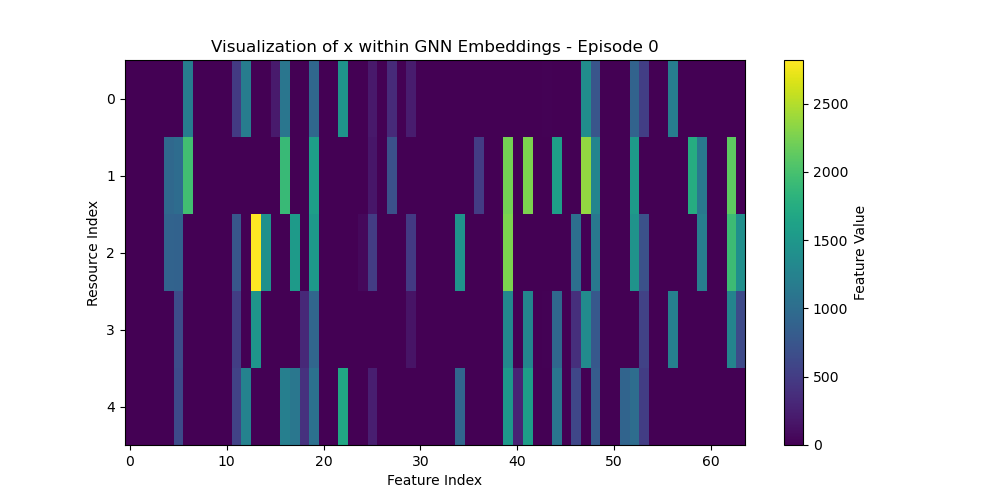 Visualization of x within GNN Embeddings - Episode 0
Resource Index
0
1
2
3
4
0 10 20 30 40 50 60
Feature Index
2500
2000
1500
1000
500
0
Feature Value